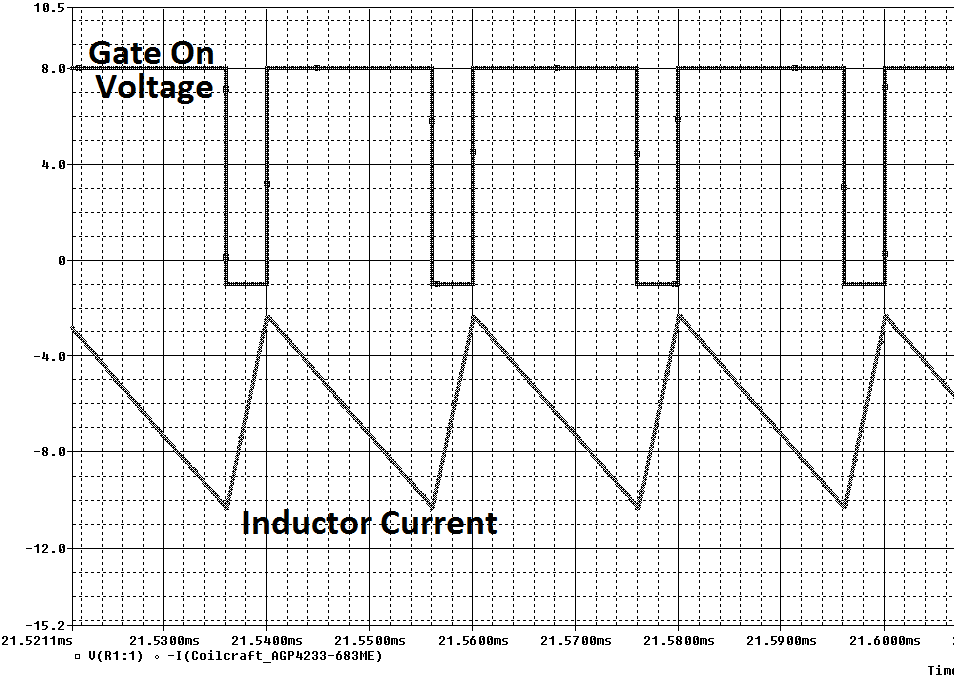 10.5
Gate On
Voltage
8.0
4.0
0
-4.0
-8.0
Inductor Current
-12.0
-15.2
21.5211ms 21.5300ms 21.5400ms 21.5500ms 21.5600ms 21.5700ms 21.5800ms 21.5900ms 21.6000ms
V(R1:1) -I(Coilcraft_AGP4233-683ME)
Time